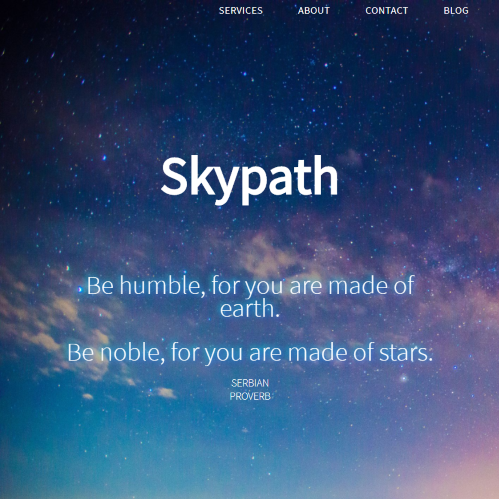 SERVICES ABOUT CONTACT BLOG
Skypath
Be humble, for you are made of
earth.
Be noble, for you are made of stars.
SERBIAN
PROVERB